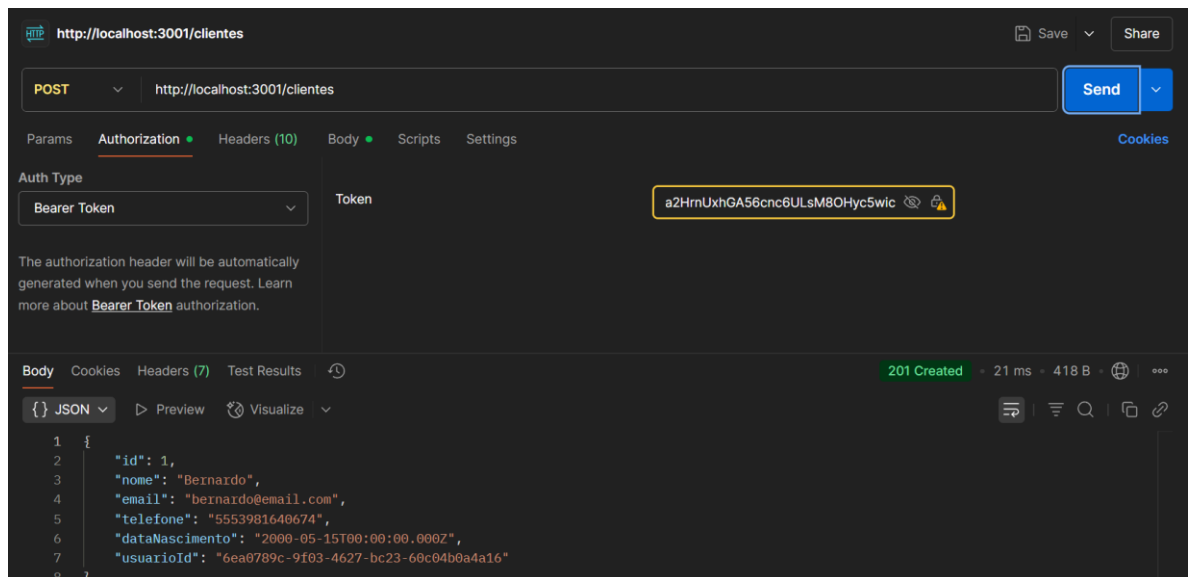 HTTP http://localhost:3001/clientes Save Share
POST http://localhost:3001/clientes Send
Params Authorization Headers (10) Body Scripts Settings Cookies
Auth Type
Bearer Token
Token a2HrnUxhGA56cnc6ULsM8OHyc5wic
The authorization header will be automatically
generated when you send the request. Learn
more about Bearer Token authorization.
Body Cookies Headers (7) Test Results 201 Created 21 ms 418 B
{} JSON Preview Visualize
1 {
2 "id": 1,
3 "nome": "Bernardo",
4 "email": "bernardo@email.com",
5 "telefone": "5553981640674",
6 "dataNascimento": "2000-05-15T00:00:00.000Z",
7 "usuarioId": "6ea0789c-9f03-4627-bc23-60c04b0a4a16"
8 }